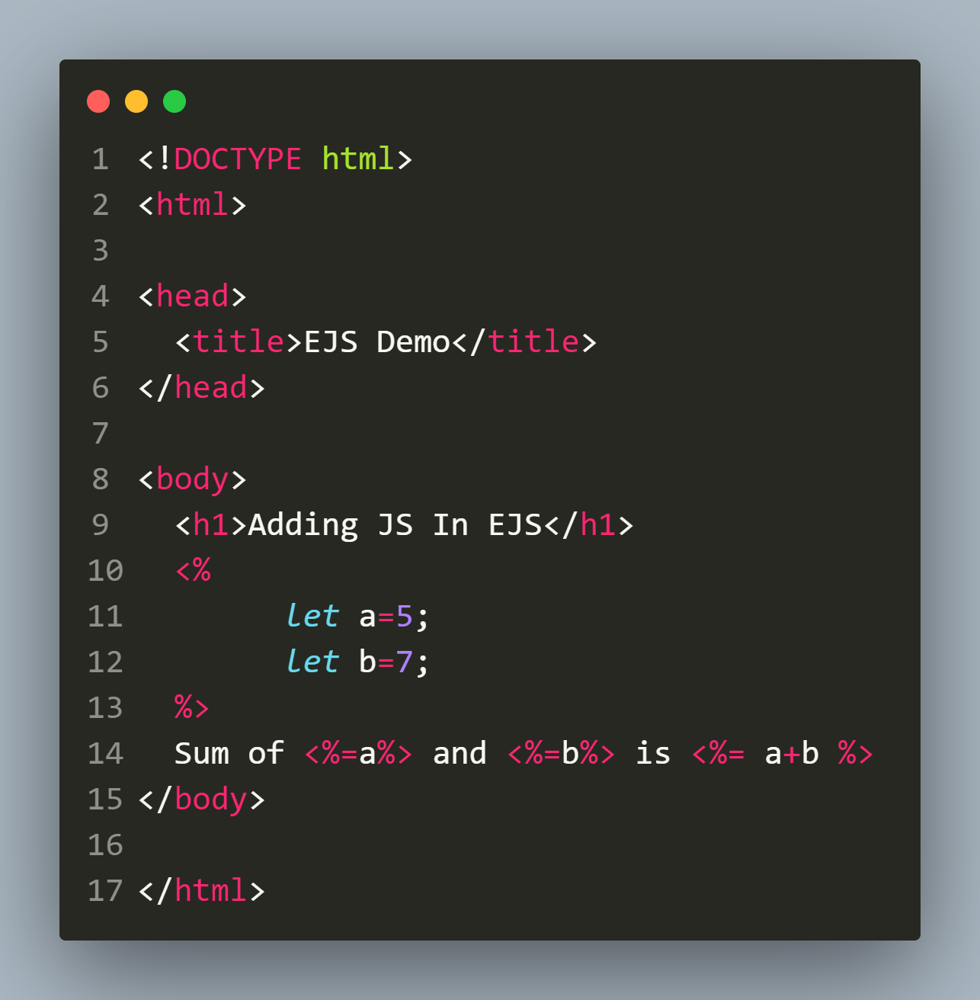 1 <!DOCTYPE html>
2 <html>
3
4 <head>
5   <title>EJS Demo</title>
6 </head>
7
8 <body>
9   <h1>Adding JS In EJS</h1>
10   <%
11         let a=5;
12         let b=7;
13   %>
14   Sum of <%=a%> and <%=b%> is <%= a+b %>
15 </body>
16
17 </html>